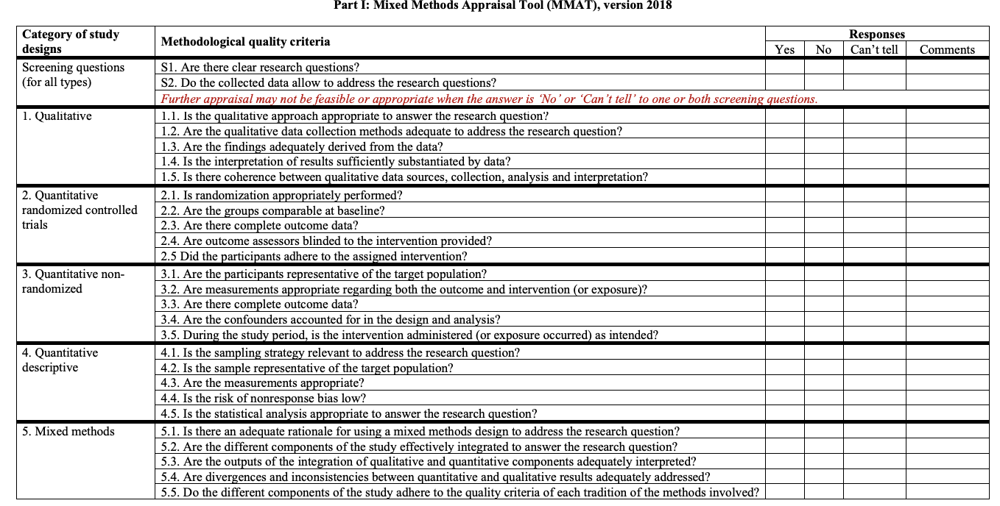 Part I: Mixed Methods Appraisal Tool (MMAT), version 2018
Category of study designs
Methodological quality criteria
Responses
Yes
No
Can't tell
Comments
Screening questions (for all types)
S1. Are there clear research questions?
S2. Do the collected data allow to address the research questions?
Further appraisal may not be feasible or appropriate when the answer is 'No' or 'Can't tell' to one or both screening questions.
1. Qualitative
1.1. Is the qualitative approach appropriate to answer the research question?
1.2. Are the qualitative data collection methods adequate to address the research question?
1.3. Are the findings adequately derived from the data?
1.4. Is the interpretation of results sufficiently substantiated by data?
1.5. Is there coherence between qualitative data sources, collection, analysis and interpretation?
2. Quantitative randomized controlled trials
2.1. Is randomization appropriately performed?
2.2. Are the groups comparable at baseline?
2.3. Are there complete outcome data?
2.4. Are outcome assessors blinded to the intervention provided?
2.5 Did the participants adhere to the assigned intervention?
3. Quantitative non-randomized
3.1. Are the participants representative of the target population?
3.2. Are measurements appropriate regarding both the outcome and intervention (or exposure)?
3.3. Are there complete outcome data?
3.4. Are the confounders accounted for in the design and analysis?
3.5. During the study period, is the intervention administered (or exposure occurred) as intended?
4. Quantitative descriptive
4.1. Is the sampling strategy relevant to address the research question?
4.2. Is the sample representative of the target population?
4.3. Are the measurements appropriate?
4.4. Is the risk of nonresponse bias low?
4.5. Is the statistical analysis appropriate to answer the research question?
5. Mixed methods
5.1. Is there an adequate rationale for using a mixed methods design to address the research question?
5.2. Are the different components of the study effectively integrated to answer the research question?
5.3. Are the outputs of the integration of qualitative and quantitative components adequately interpreted?
5.4. Are divergences and inconsistencies between quantitative and qualitative results adequately addressed?
5.5. Do the different components of the study adhere to the quality criteria of each tradition of the methods involved?